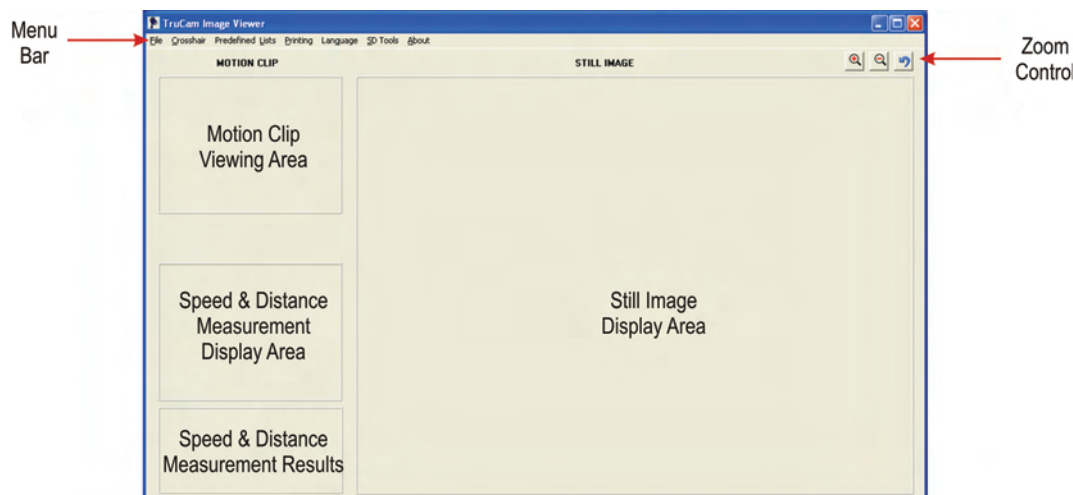 TruCam Image Viewer
Menu
Bar
File Crosshair Predefined Lists Printing Language SD Tools About
Zoom
Control
MOTION CLIP
STILL IMAGE
Motion Clip
Viewing Area
Speed & Distance
Measurement
Display Area
Still Image
Display Area
Speed & Distance
Measurement Results